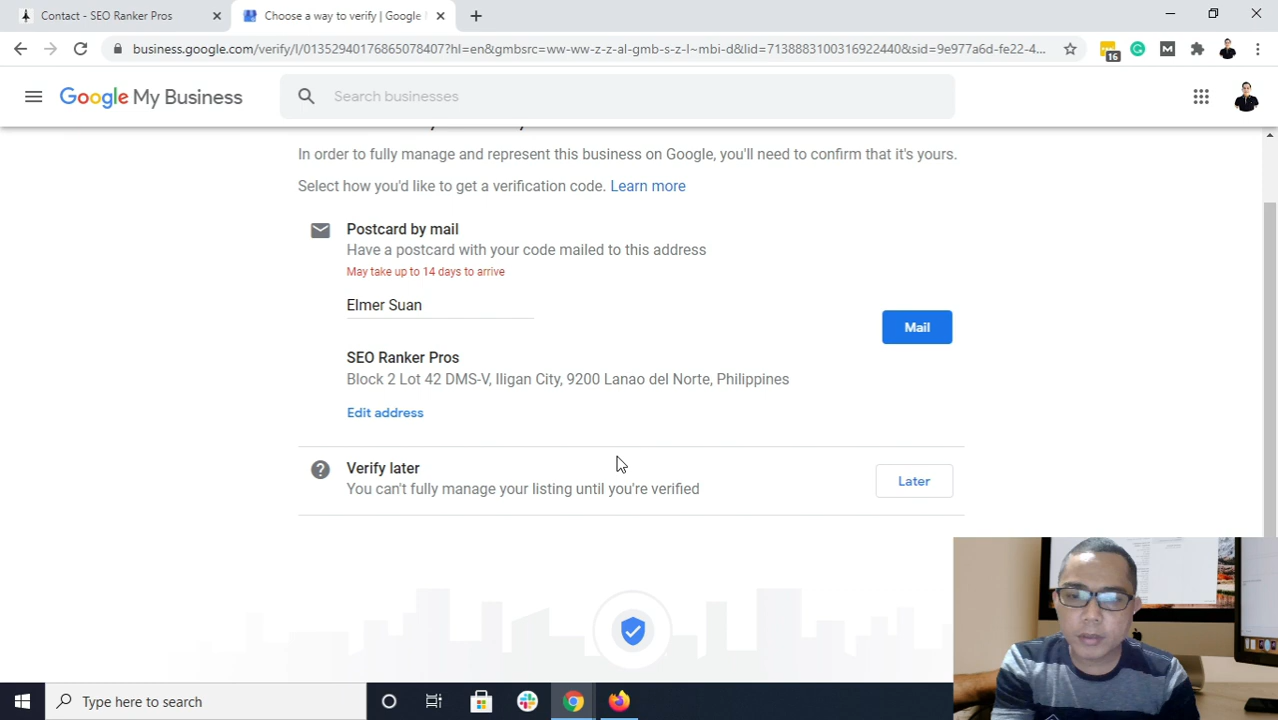 Contact - SEO Ranker Pros
Choose a way to verify | Google
business.google.com/verify/l/01352940176865078407?hl=en&gmbsrc=ww-ww-z-z-al-gmb-s-z-l~mbi-d&lid=7138883100316922440&sid=9e977a6d-fe22-4...
16
M
Google My Business
Search businesses
In order to fully manage and represent this business on Google, you'll need to confirm that it's yours.
Select how you'd like to get a verification code. Learn more
Postcard by mail
Have a postcard with your code mailed to this address
May take up to 14 days to arrive
Elmer Suan
Mail
SEO Ranker Pros
Block 2 Lot 42 DMS-V, Iligan City, 9200 Lanao del Norte, Philippines
Edit address
Verify later
You can't fully manage your listing until you're verified
Later
Type here to search